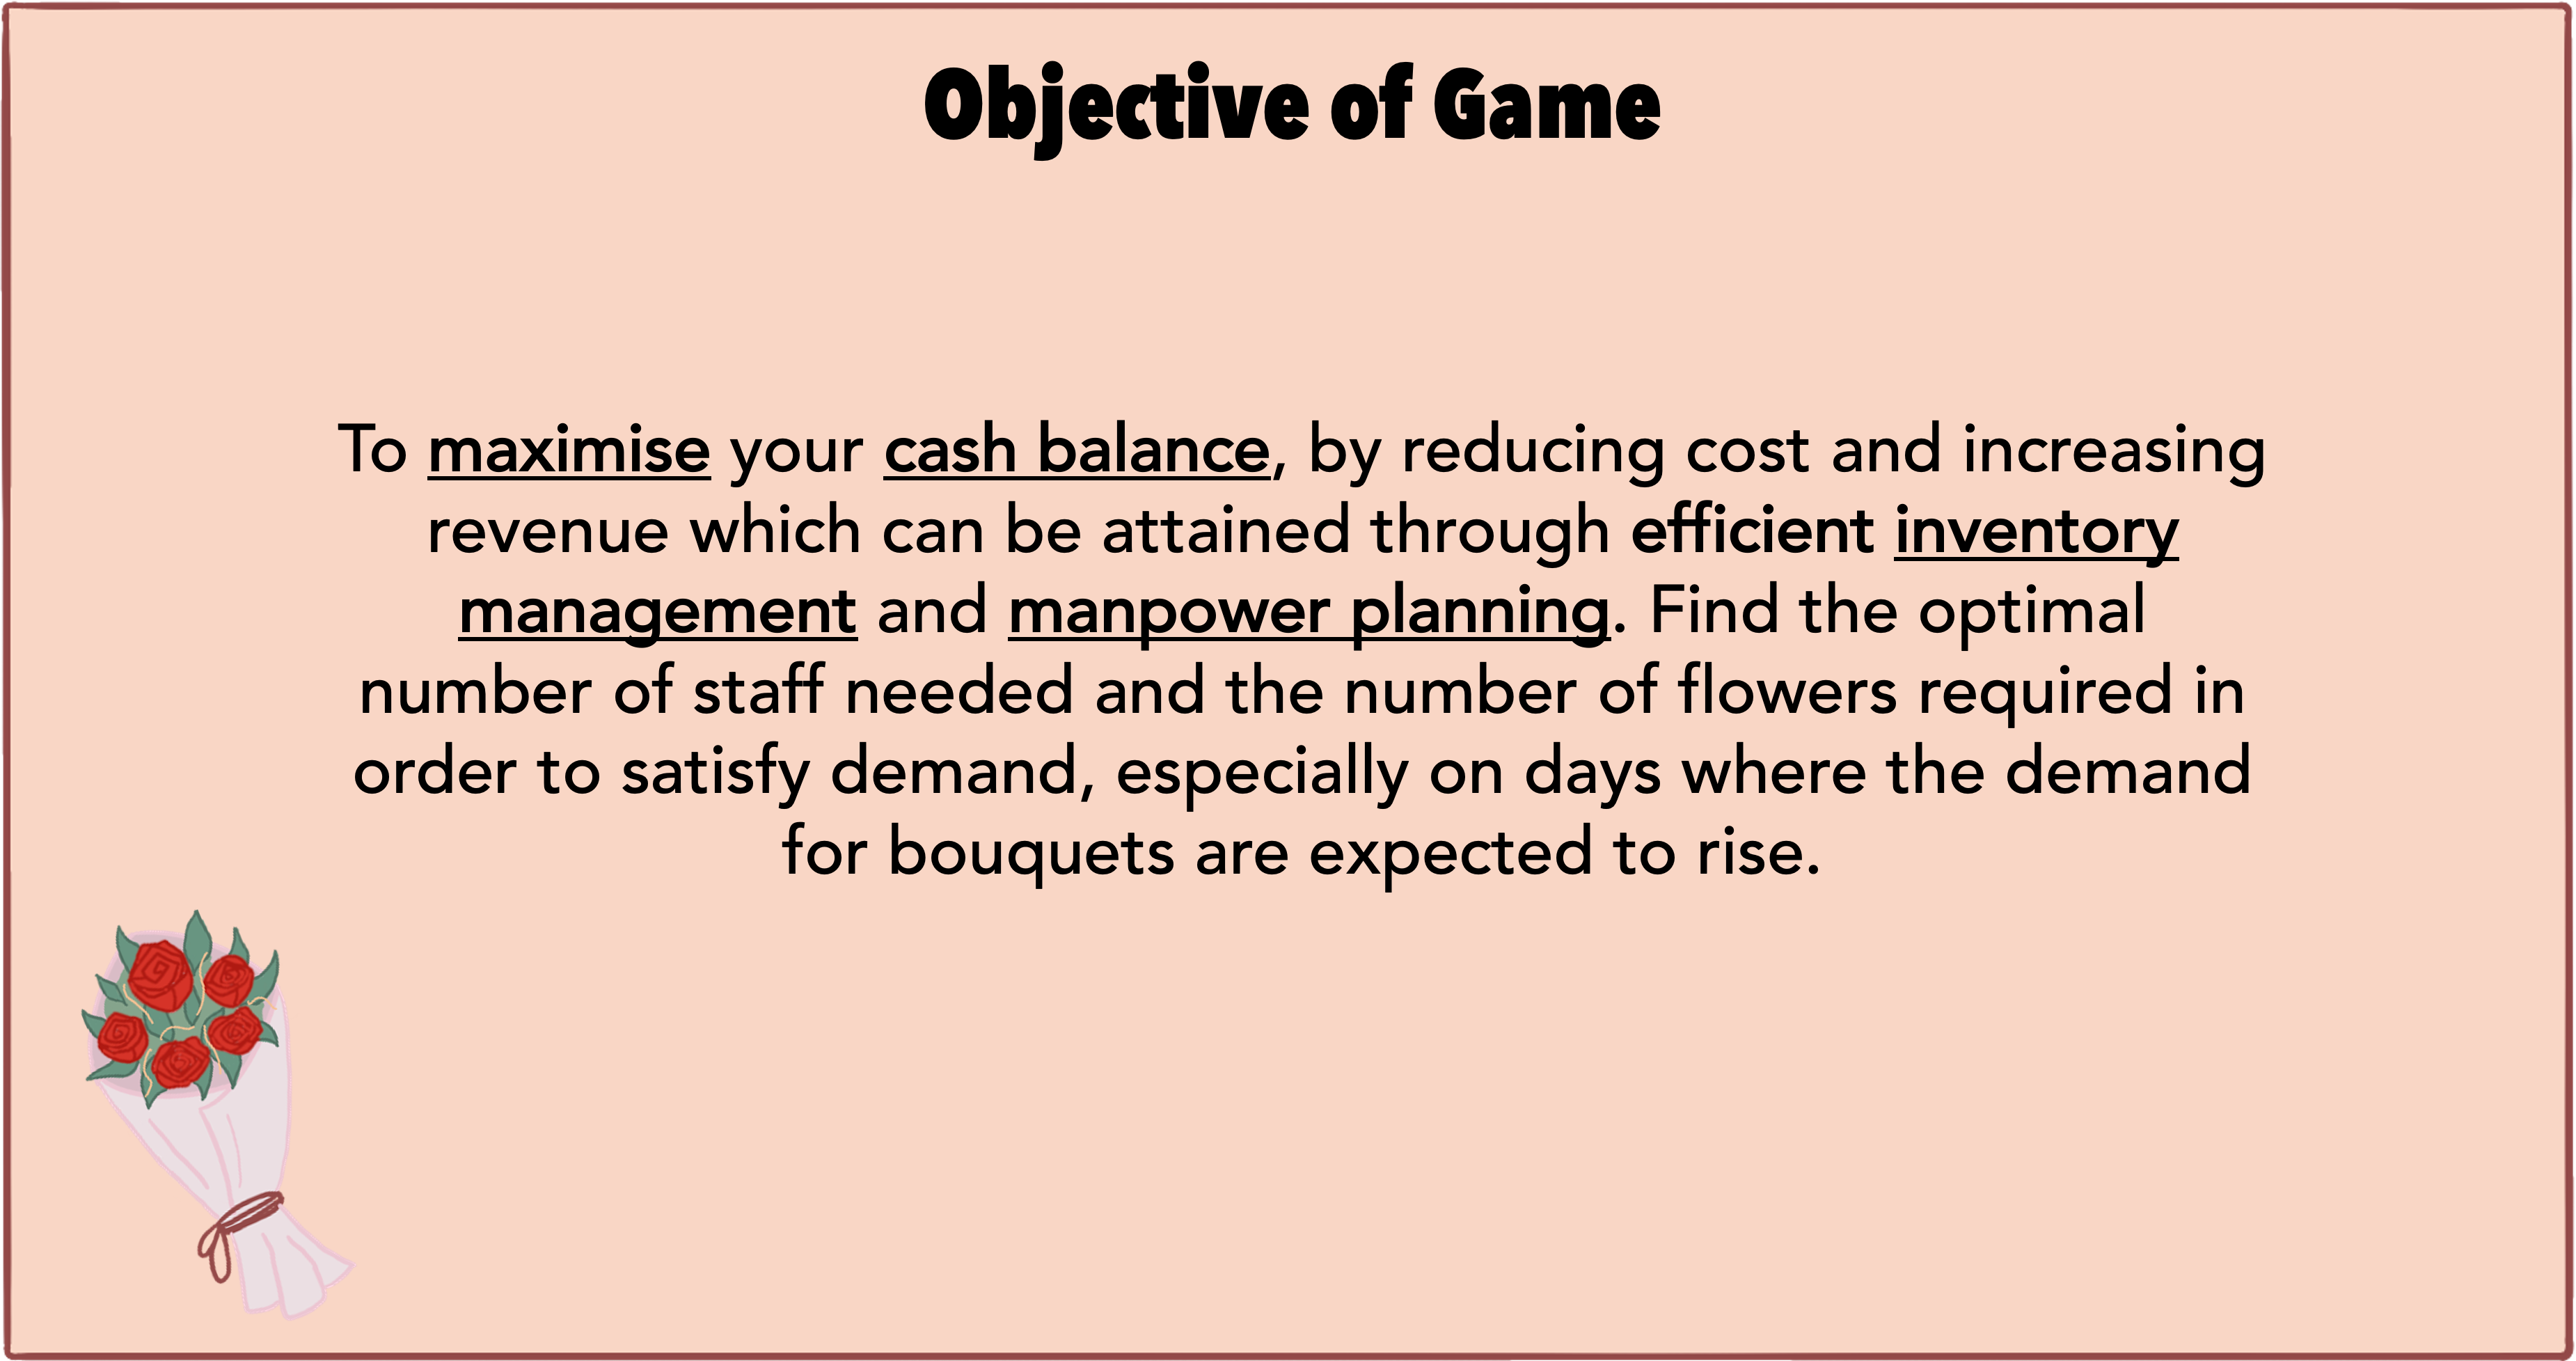 Objective of Game
To maximise your cash balance, by reducing cost and increasing
revenue which can be attained through efficient inventory
management and manpower planning. Find the optimal
number of staff needed and the number of flowers required in
order to satisfy demand, especially on days where the demand
for bouquets are expected to rise.